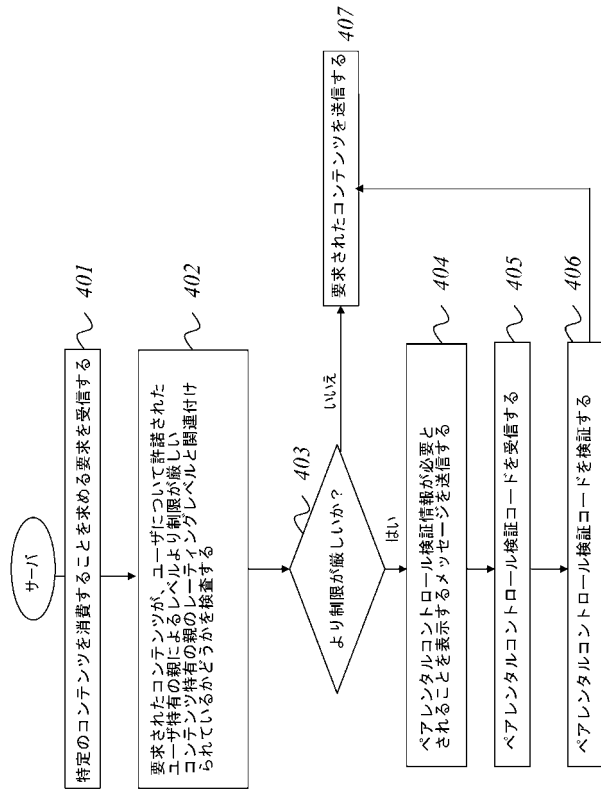 サーバ
特定のコンテンツを消費することを求める要求を受信する
401
要求されたコンテンツが、ユーザについて許諾された
ユーザ特有の親によるレベルより制限が厳しい
コンテンツ特有の親のレーティングレベルと関連付け
られているかどうかを検査する
402
より制限が厳しいか？
403
いいえ
はい
要求されたコンテンツを送信する
407
ペアレンタルコントロール検証情報が必要と
されることを表示するメッセージを送信する
404
ペアレンタルコントロール検証コードを受信する
405
ペアレンタルコントロール検証コードを検証する
406